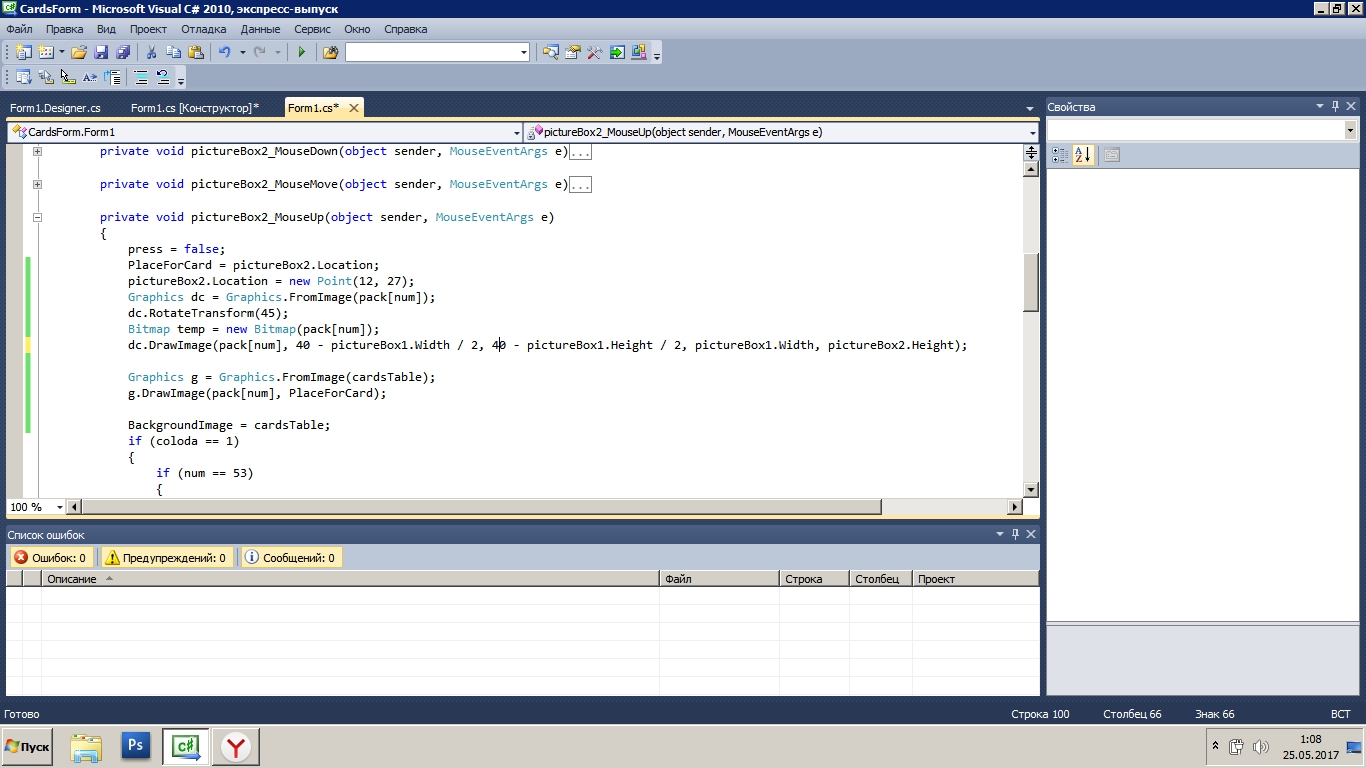 CardsForm - Microsoft Visual C# 2010, экспресс-выпуск
Файл Правка Вид Проект Отладка Данные Сервис Окно Справка
Form1.Designer.cs Form1.cs [Конструктор]* Form1.cs*
CardsForm.Form1 pictureBox2_MouseUp(object sender, MouseEventArgs e)
private void pictureBox2_MouseDown(object sender, MouseEventArgs e)...
private void pictureBox2_MouseMove(object sender, MouseEventArgs e)...
private void pictureBox2_MouseUp(object sender, MouseEventArgs e)
{
press = false;
PlaceForCard = pictureBox2.Location;
pictureBox2.Location = new Point(12, 27);
Graphics dc = Graphics.FromImage(pack[num]);
dc.RotateTransform(45);
Bitmap temp = new Bitmap(pack[num]);
dc.DrawImage(pack[num], 40 - pictureBox1.Width / 2, 40 - pictureBox1.Height / 2, pictureBox1.Width, pictureBox2.Height);
Graphics g = Graphics.FromImage(cardsTable);
g.DrawImage(pack[num], PlaceForCard);
BackgroundImage = cardsTable;
if (coloda == 1)
{
if (num == 53)
{
100 %
Свойства
Список ошибок
Ошибок: 0 Предупреждений: 0 Сообщений: 0
Описание Файл Строка Столбец Проект
Готово Строка 100 Столбец 66 Знак 66 ВСТ
Пуск Ps C# Y 1:08
25.05.2017